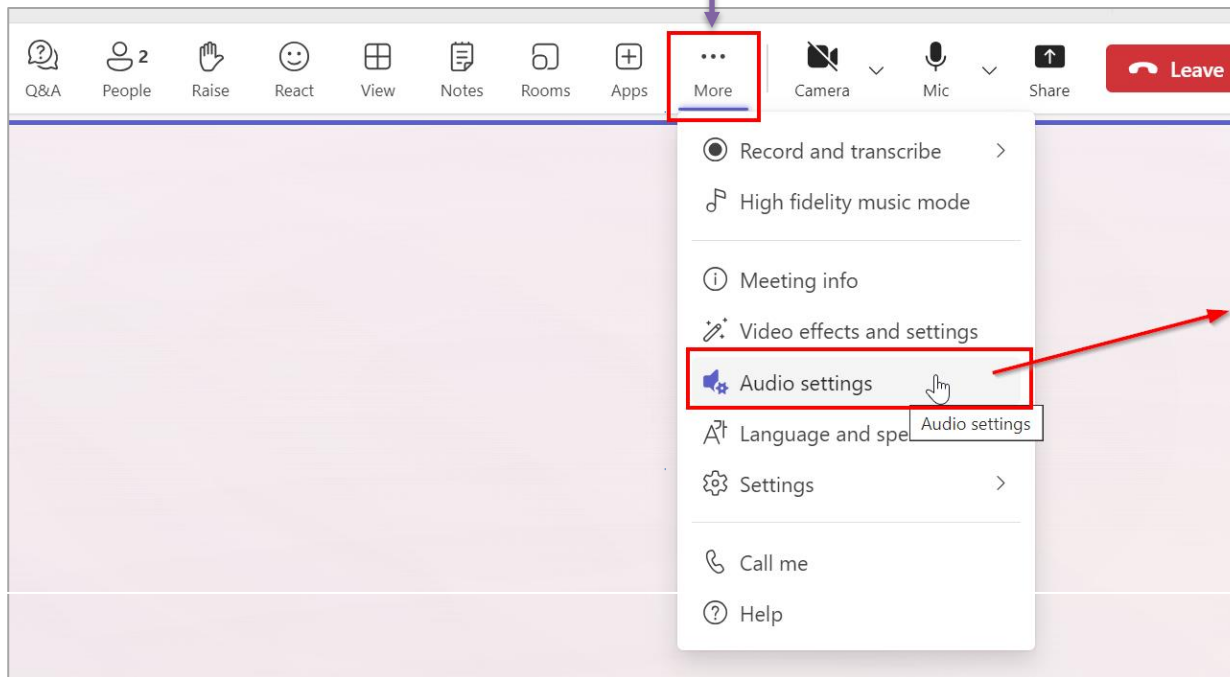 2
Q&A People Raise React View Notes Rooms Apps More Camera Mic Share Leave
Record and transcribe
High fidelity music mode
Meeting info
Video effects and settings
Audio settings
Audio settings
Language and spe
Settings
Call me
Help